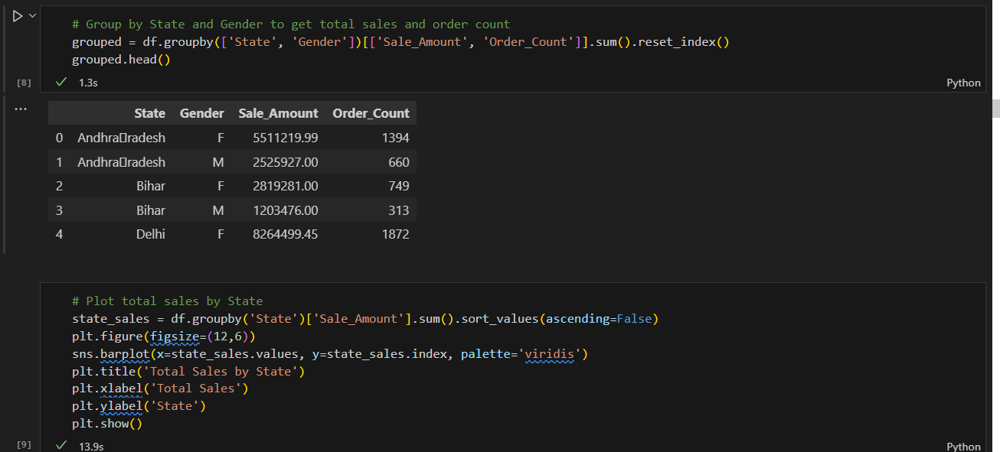 # Group by State and Gender to get total sales and order count
grouped = df.groupby(['State', 'Gender'])[['Sale_Amount', 'Order_Count']].sum().reset_index()
grouped.head()
[8] ✓ 1.3s Python
...
State Gender Sale_Amount Order_Count
0 Andhra▯radesh F 5511219.99 1394
1 Andhra▯radesh M 2525927.00 660
2 Bihar F 2819281.00 749
3 Bihar M 1203476.00 313
4 Delhi F 8264499.45 1872
# Plot total sales by State
state_sales = df.groupby('State')['Sale_Amount'].sum().sort_values(ascending=False)
plt.figure(figsize=(12,6))
sns.barplot(x=state_sales.values, y=state_sales.index, palette='viridis')
plt.title('Total Sales by State')
plt.xlabel('Total Sales')
plt.ylabel('State')
plt.show()
[9] ✓ 13.9s Python